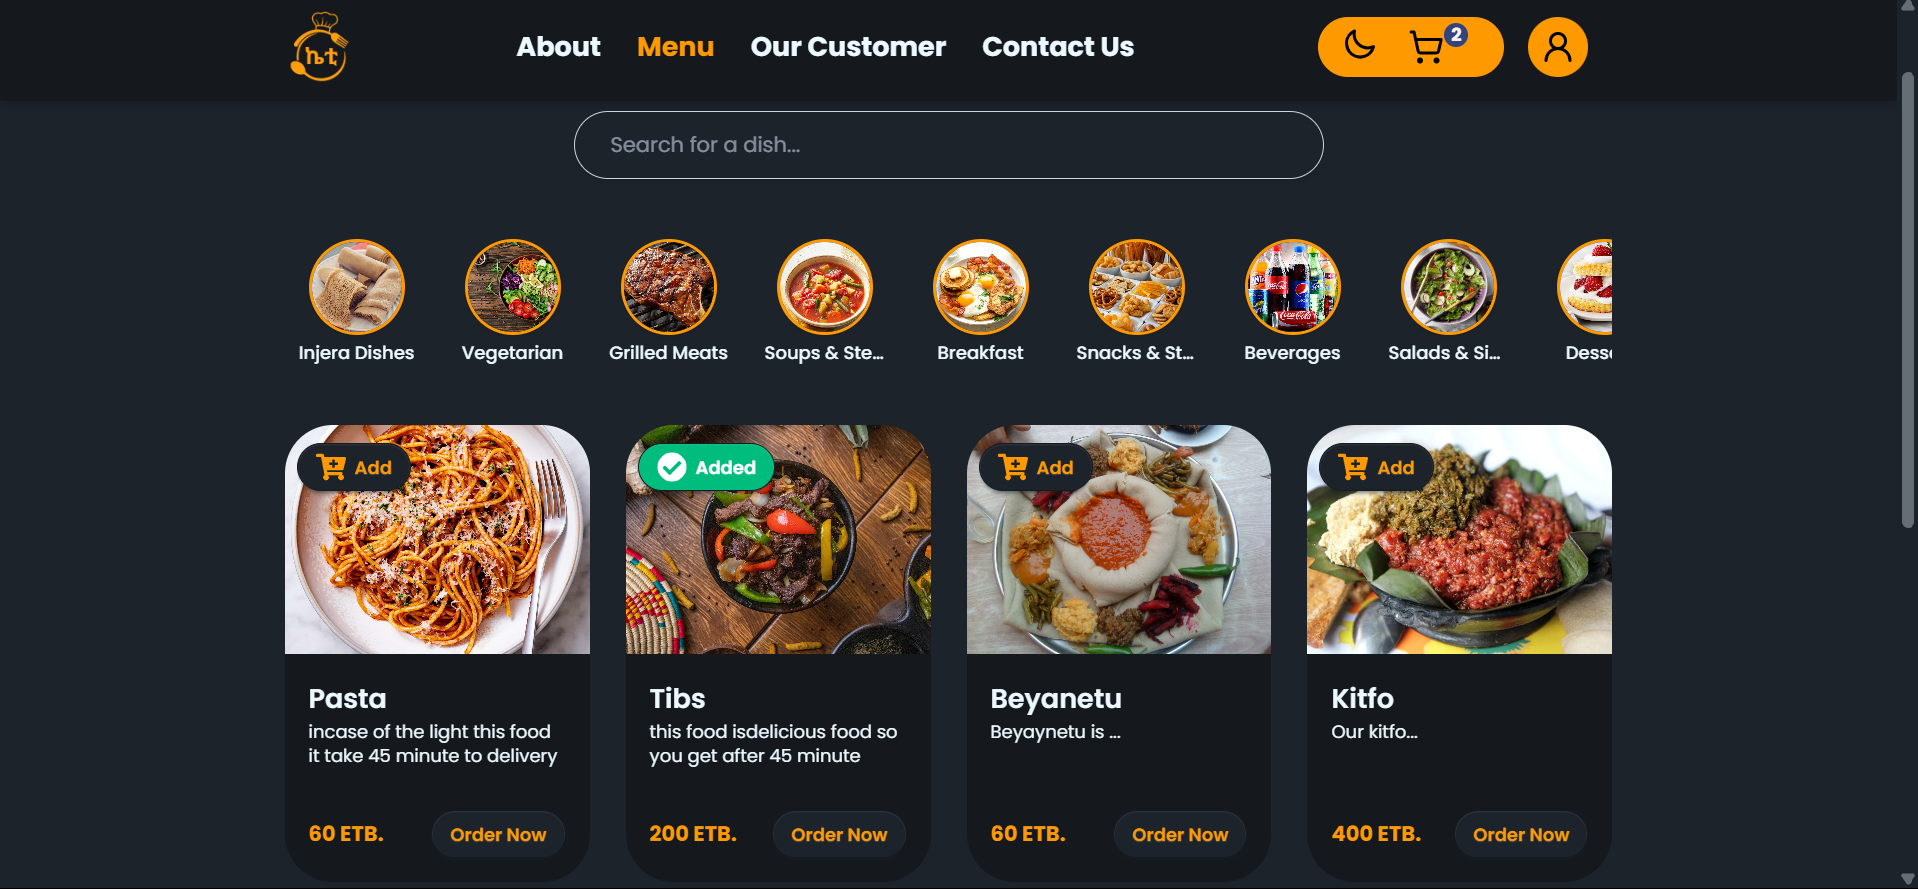 ቤት
About
Menu
Our Customer
Contact Us
2
Search for a dish...
Injera Dishes
Vegetarian
Grilled Meats
Soups & Ste...
Breakfast
Snacks & St...
Beverages
Salads & Si...
Desse
Add
Added
Add
Add
Pasta
incase of the light this food
it take 45 minute to delivery
60 ETB.
Order Now
Tibs
this food isdelicious food so
you get after 45 minute
200 ETB.
Order Now
Beyanetu
Beyaynetu is ...
60 ETB.
Order Now
Kitfo
Our kitfo...
400 ETB.
Order Now